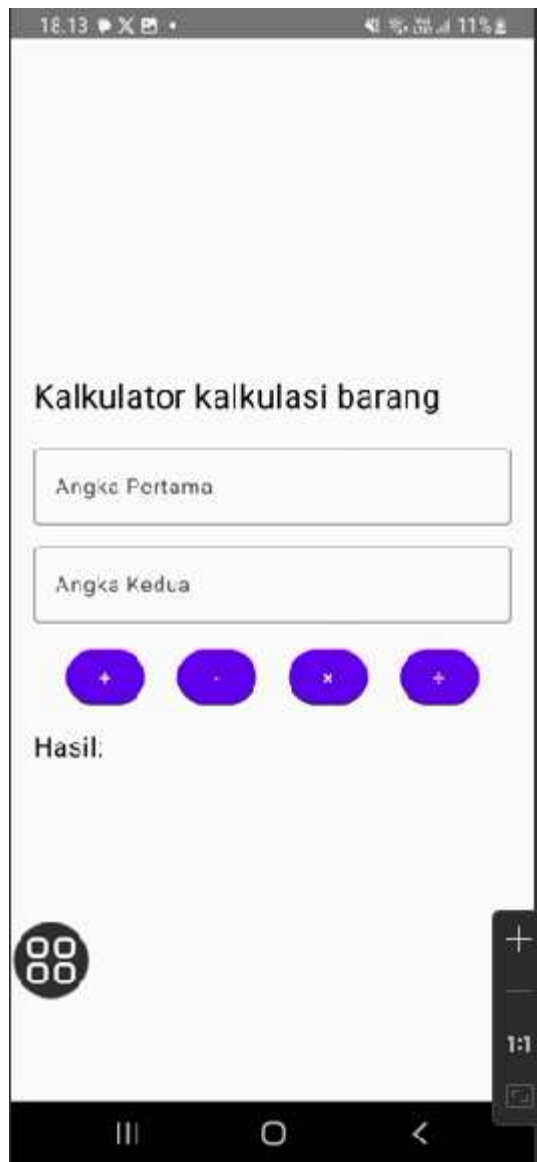 18.13 11%
Kalkulator kalkulasi barang
Angka Pertama
Angka Kedua
+ - × ÷
Hasil:
1:1